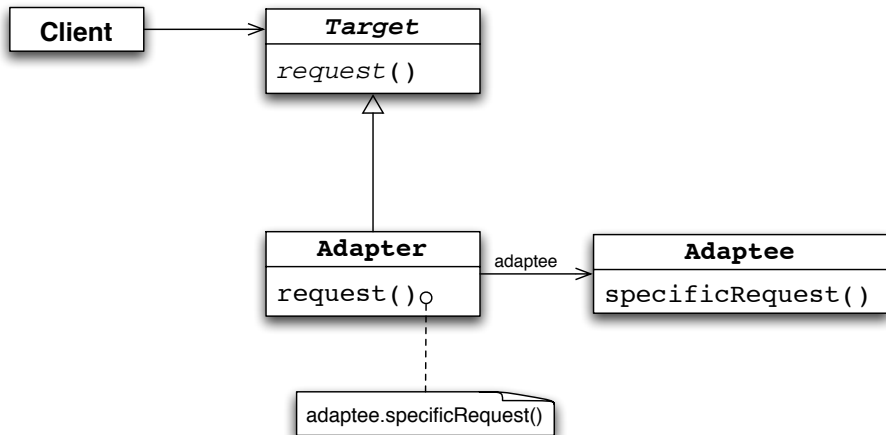 Client
Target
request()
Adapter
request()
adaptee
Adaptee
specificRequest()
adaptee.specificRequest()